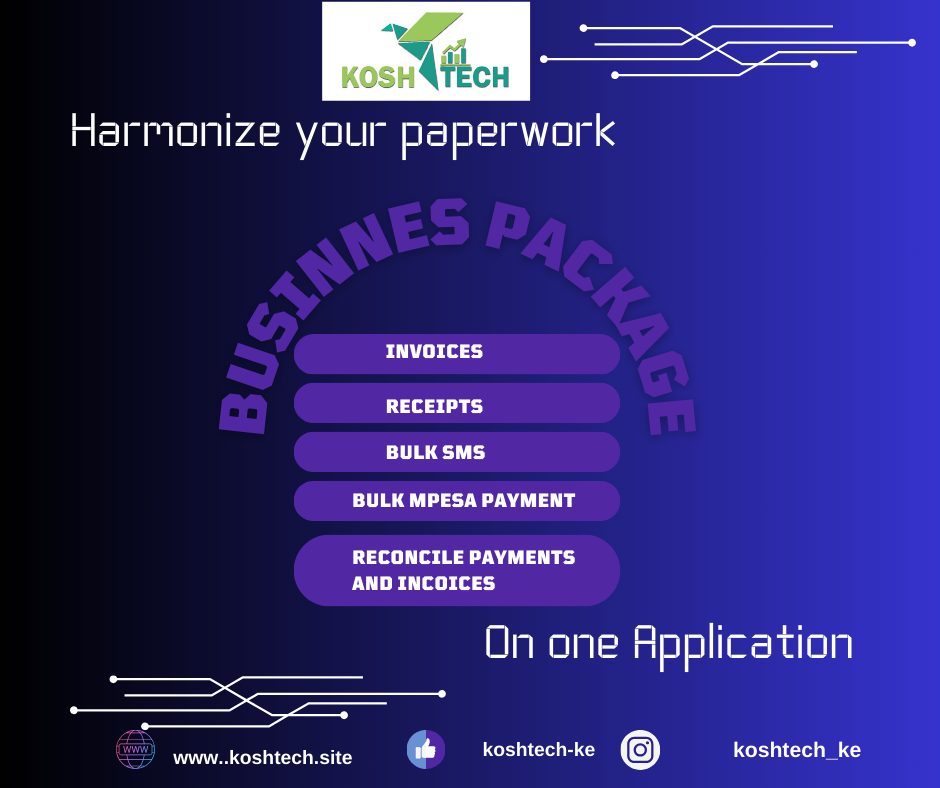 KOSH TECH
Harmonize your paperwork
BUSINNES PACKAGE
INVOICES
RECEIPTS
BULK SMS
BULK MPESA PAYMENT
RECONCILE PAYMENTS
AND INCOICES
On one Application
WWW
www..koshtech.site
koshtech-ke
koshtech_ke